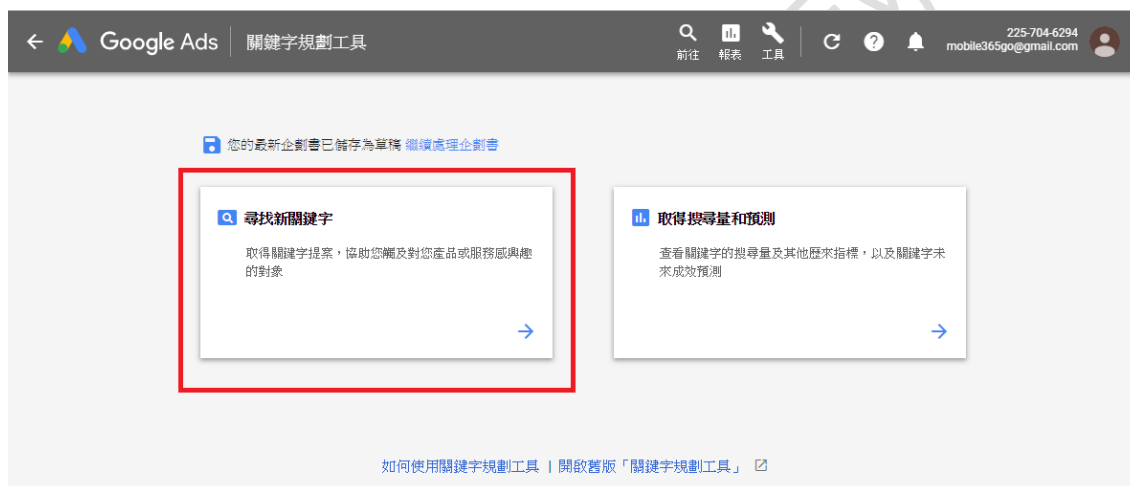 Google Ads 關鍵字規劃工具
前往 報表 工具
225-704-6294
mobile365go@gmail.com
您的最新企劃書已儲存為草稿 繼續處理企劃書
尋找新關鍵字
取得關鍵字提案，協助您觸及對您產品或服務感興趣
的對象
取得搜尋量和預測
查看關鍵字的搜尋量及其他歷來指標，以及關鍵字未
來成效預測
如何使用關鍵字規劃工具 | 開啟舊版「關鍵字規劃工具」